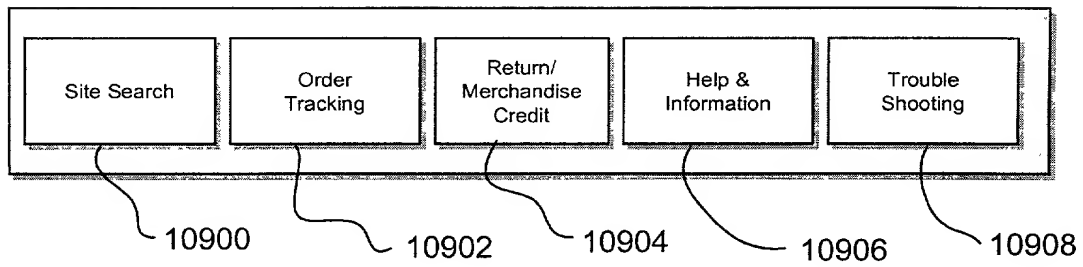 Site Search
Order
Tracking
Return/
Merchandise
Credit
Help &
Information
Trouble
Shooting
10900
10902
10904
10906
10908